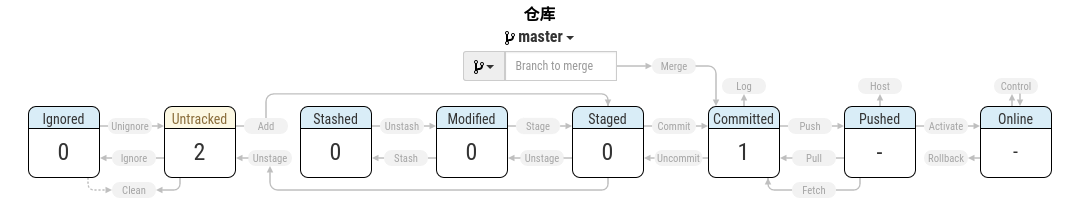 仓库
master
Branch to merge
Merge
Log
Host
Control
Ignored
Unignore
Untracked
Add
Stashed
Unstash
Modified
Stage
Staged
Commit
Committed
Push
Pushed
Activate
Online
0
Ignore
2
Unstage
0
Stash
0
Unstage
0
Uncommit
1
Pull
-
Rollback
-
Clean
Fetch